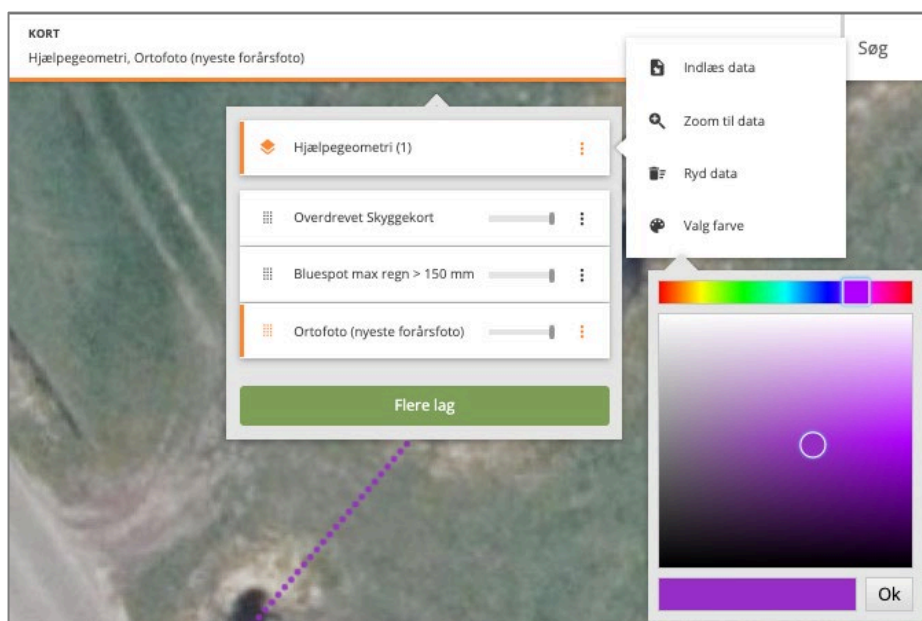 KORT
Hjælpegeometri, Ortofoto (nyeste forårsfoto)
Søg
Indlæs data
Zoom til data
Ryd data
Valg farve
Hjælpegeometri (1)
Overdrevet Skyggekort
Bluespot max regn > 150 mm
Ortofoto (nyeste forårsfoto)
Flere lag
Ok